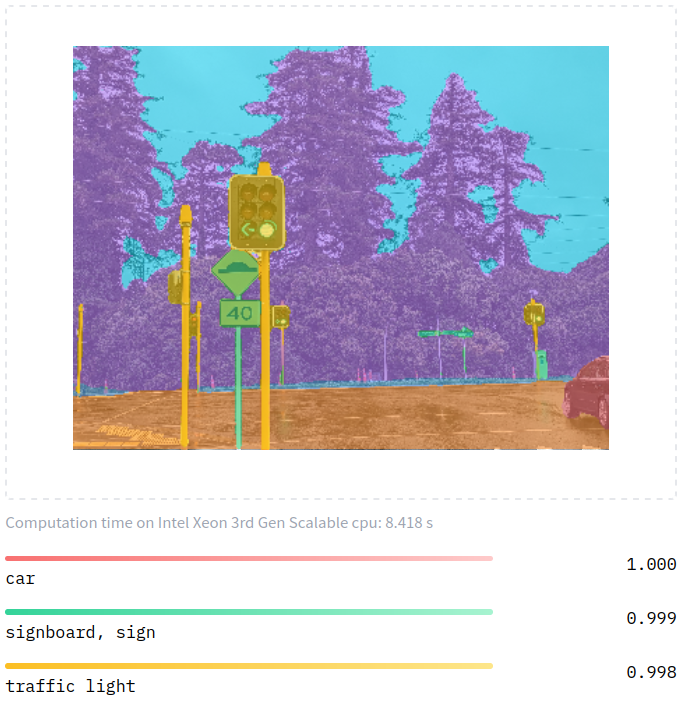 40
Computation time on Intel Xeon 3rd Gen Scalable cpu: 8.418 s
1.000
car
0.999
signboard, sign
0.998
traffic light